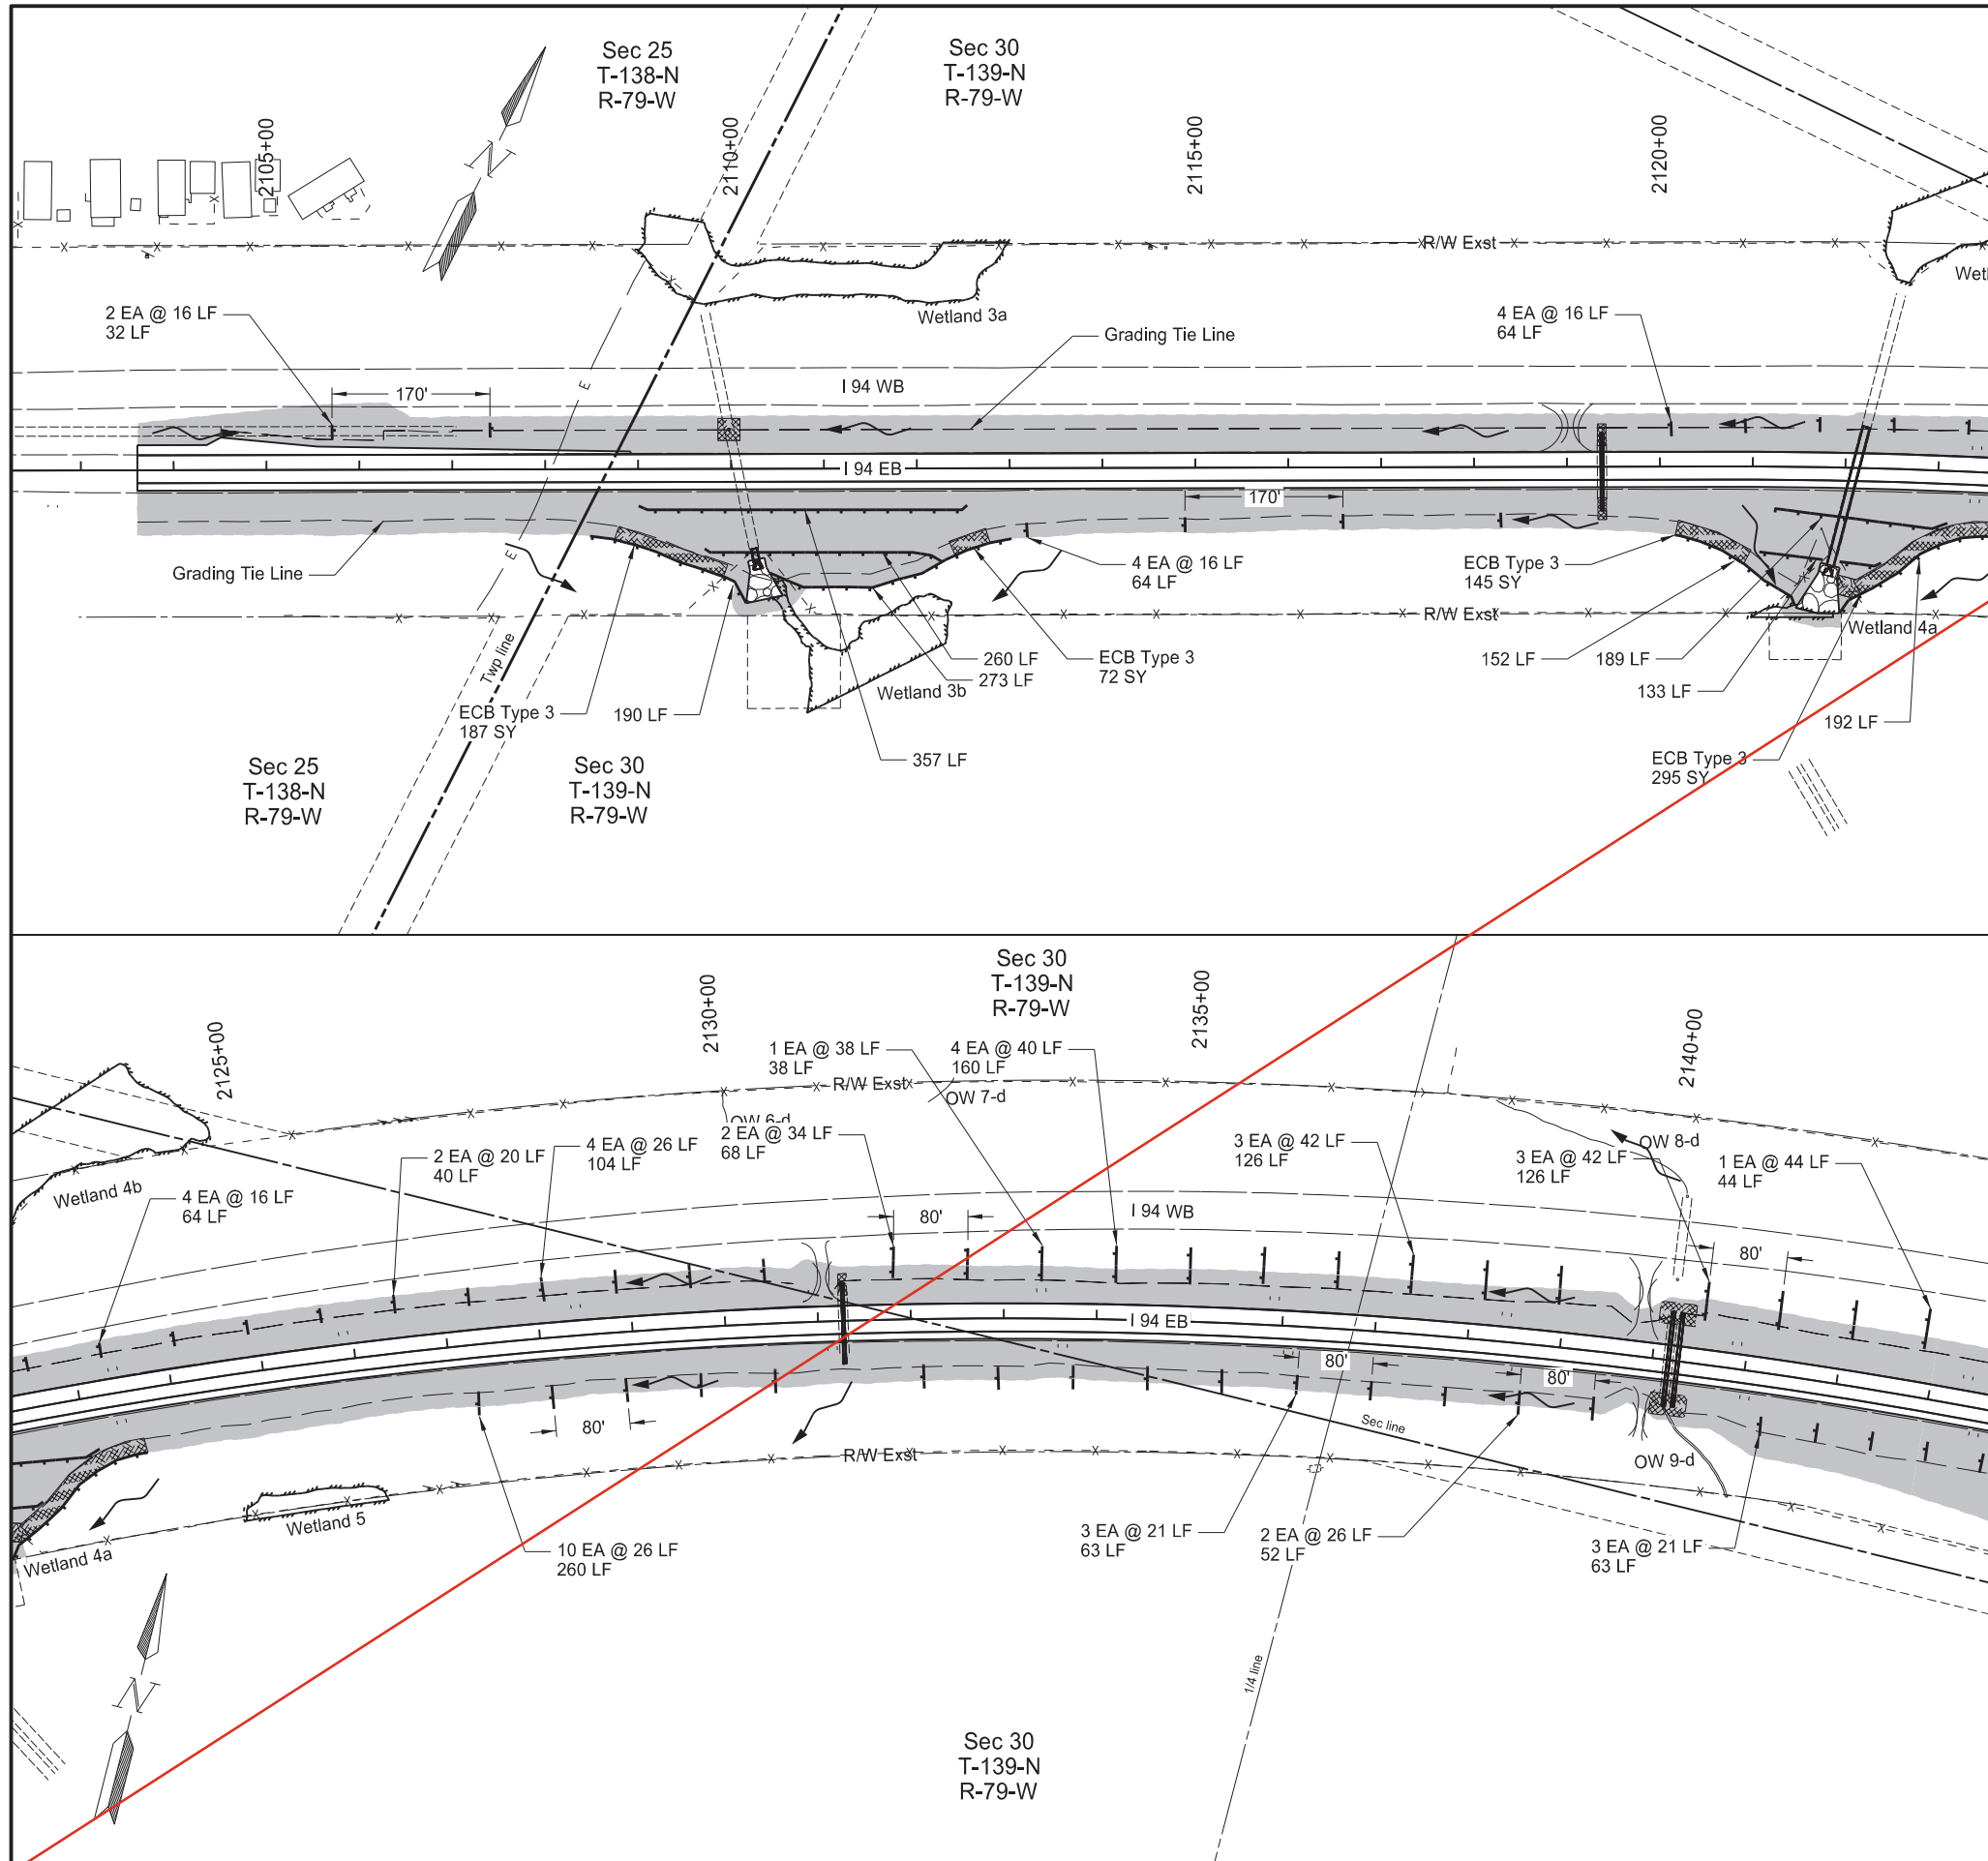 Sec 25
T-138-N
R-79-W
Sec 30
T-139-N
R-79-W
2105+00
2110+00
2115+00
2120+00
N
R/W Exst
Wetland 3a
2 EA @ 16 LF
32 LF
Grading Tie Line
4 EA @ 16 LF
64 LF
170'
I 94 WB
E
I 94 EB
170'
E
Grading Tie Line
4 EA @ 16 LF
64 LF
ECB Type 3
145 SY
R/W Exst
Wetland 4a
Twp line
260 LF
273 LF
ECB Type 3
72 SY
Wetland 3b
152 LF
189 LF
133 LF
192 LF
ECB Type 3
187 SY
190 LF
357 LF
ECB Type 3
295 SY
Sec 25
T-138-N
R-79-W
Sec 30
T-139-N
R-79-W
Sec 30
T-139-N
R-79-W
2125+00
2130+00
2135+00
2140+00
1 EA @ 38 LF
38 LF
4 EA @ 40 LF
160 LF
R/W Exst
OW 7-d
OW 6-d
2 EA @ 34 LF
68 LF
2 EA @ 20 LF
40 LF
4 EA @ 26 LF
104 LF
3 EA @ 42 LF
126 LF
OW 8-d
3 EA @ 42 LF
126 LF
1 EA @ 44 LF
44 LF
Wetland 4b
4 EA @ 16 LF
64 LF
80'
I 94 WB
80'
I 94 EB
80'
80'
80'
Sec line
R/W Exst
OW 9-d
Wetland 5
Wetland 4a
10 EA @ 26 LF
260 LF
3 EA @ 21 LF
63 LF
2 EA @ 26 LF
52 LF
3 EA @ 21 LF
63 LF
N
1/4 line
Sec 30
T-139-N
R-79-W